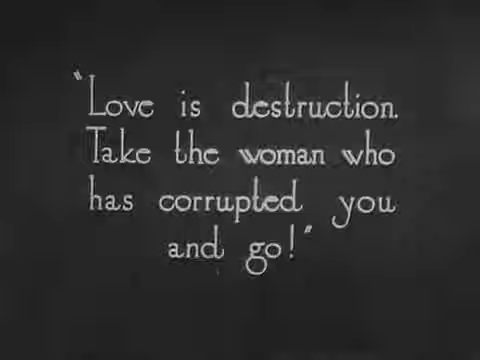 "Love is destruction.
Take the woman who
has corrupted you
and go!"